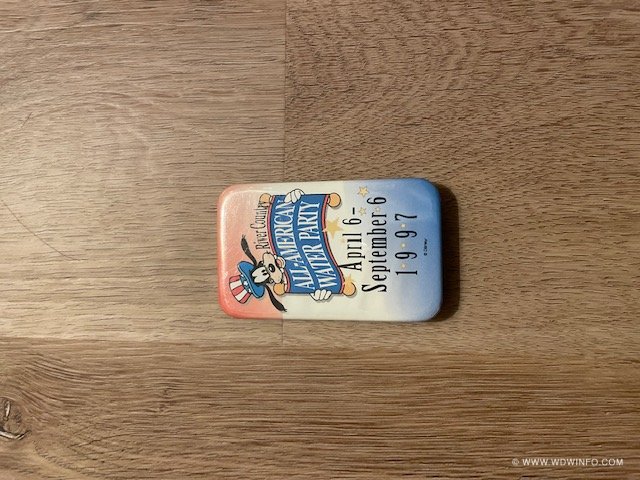 River Country
ALL-AMERICAN
WATER PARTY
April 6 –
September 6
1•9•9•7
© Disney
© WWW.WDWINFO.COM